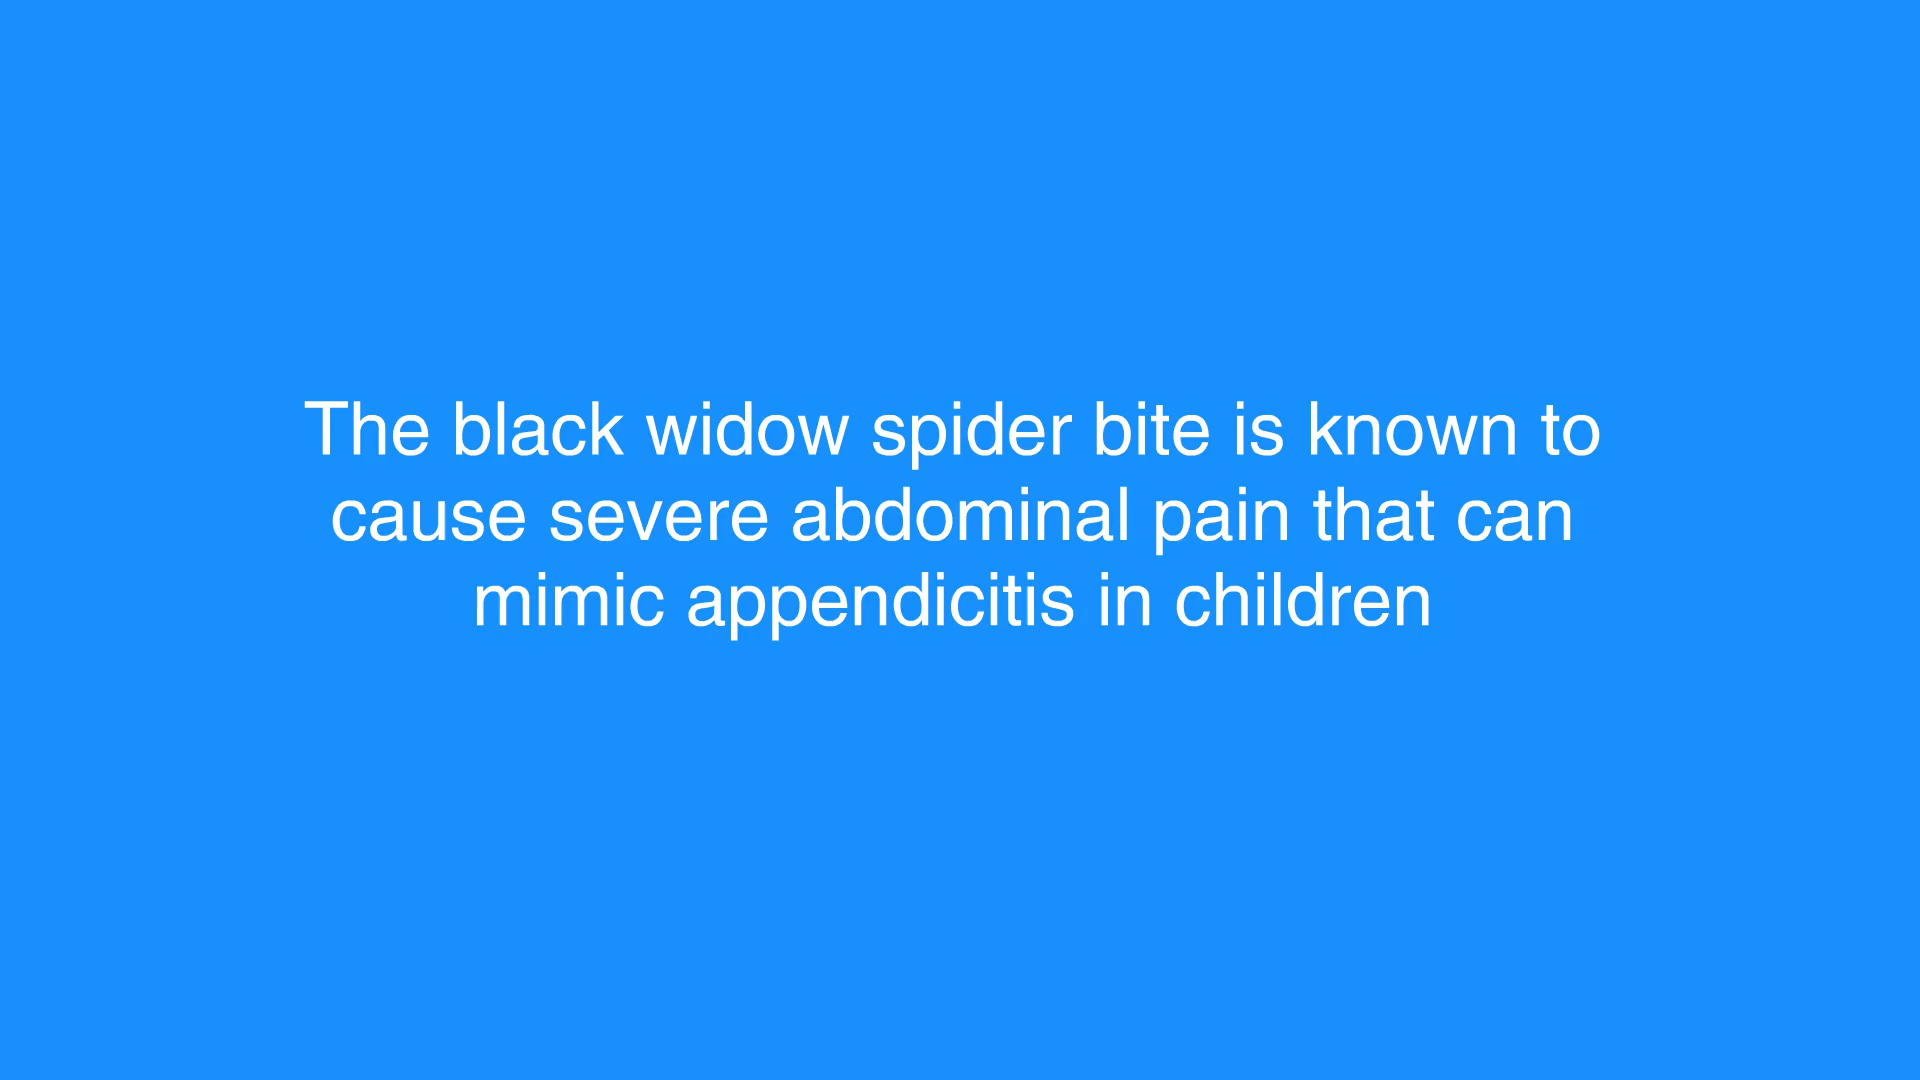 The black widow spider bite is known to
cause severe abdominal pain that can
mimic appendicitis in children